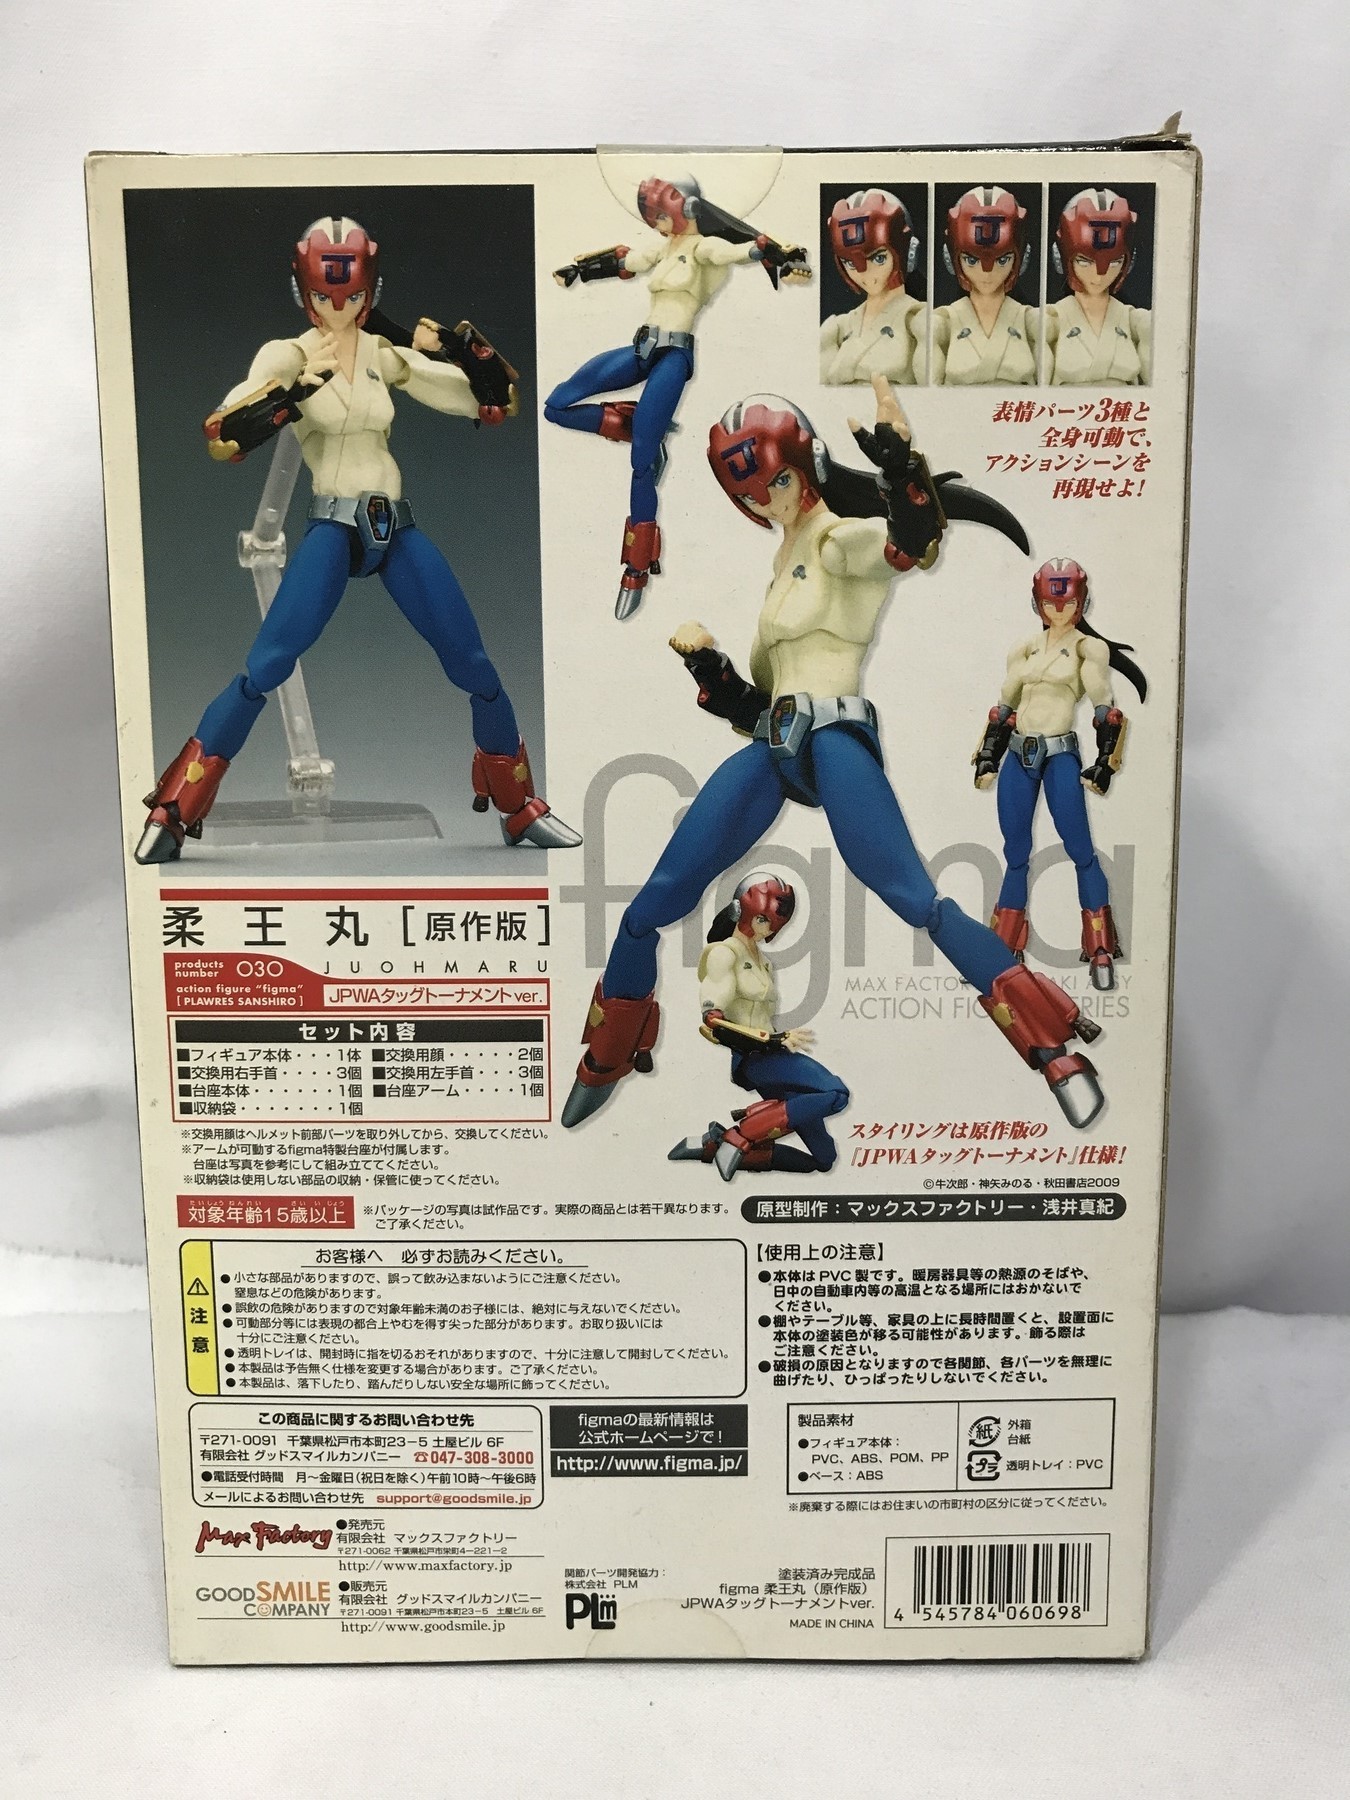 J
J
J
J
J
J
表情パーツ3種と
全身可動で、
アクションシーンを
再現せよ!
figma
MAX FACTOR
ACTION FIG
柔王丸[原作版]
products
number 030
JUOHMARU
action figure "figma"
[ PLAWRES SANSHIRO ]
JPWAタッグトーナメントver.
セット内容
■フィギュア本体・・・1体 ■交換用顔・・・・・2個
■交換用右手首・・・・3個 ■交換用左手首・・・3個
■台座本体・・・・・・1個 ■台座アーム・・・・1個
■収納袋・・・・・・・1個
※交換用顔はヘルメット前部パーツを取り外してから、交換してください。
※アームが可動するfigma特製台座が付属します。
台座は写真を参考にして組み立ててください。
※収納袋は使用しない部品の収納・保管に使ってください。
スタイリングは原作版の
『JPWAタッグトーナメント』仕様!
©牛次郎・神矢みのる・秋田書店2009
対象年齢15歳以上
たいしょうねんれい さい いじょう
※パッケージの写真は試作品です。実際の商品とは若干異なります。
ご了承ください。
原型制作：マックスファクトリー・浅井真紀
お客様へ 必ずお読みください。
注意
●小さな部品がありますので、誤って飲み込まないようにご注意ください。
窒息などの危険があります。
●誤飲の危険がありますので対象年齢未満のお子様には、絶対に与えないでください。
●可動部分等には表現の都合上やむを得ず尖った部分があります。お取り扱いには
十分にご注意ください。
●透明トレイは、開封時に指を切るおそれがありますので、十分に注意して開封してください。
●本製品は予告無く仕様を変更する場合があります。ご了承ください。
●本製品は、落下したり、踏んだりしない安全な場所に飾ってください。
【使用上の注意】
●本体はPVC製です。暖房器具等の熱源のそばや、
日中の自動車内等の高温となる場所にはおかないで
ください。
●棚やテーブル等、家具の上に長時間置くと、設置面に
本体の塗装色が移る可能性があります。飾る際は
ご注意ください。
●破損の原因となりますので各関節、各パーツを無理に
曲げたり、ひっぱったりしないでください。
この商品に関するお問い合わせ先
〒271-0091 千葉県松戸市本町23-5 土屋ビル 6F
有限会社 グッドスマイルカンパニー ☎047-308-3000
●電話受付時間 月〜金曜日(祝日を除く)午前10時〜午後6時
メールによるお問い合わせ先 support@goodsmile.jp
figmaの最新情報は
公式ホームページで!
http://www.figma.jp/
製品素材
●フィギュア本体：
PVC、ABS、POM、PP
●ベース：ABS
紙 外箱
台紙
プラ 透明トレイ：PVC
※廃棄する際にはお住まいの市町村の区分に従ってください。
Max Factory
●発売元
有限会社 マックスファクトリー
〒271-0062 千葉県松戸市栄町4-221-2
http://www.maxfactory.jp
GOOD SMILE
COMPANY
●販売元
有限会社 グッドスマイルカンパニー
〒271-0091 千葉県松戸市本町23-5 土屋ビル 6F
http://www.goodsmile.jp
関節パーツ開発協力：
株式会社 PLM
PLm
塗装済み完成品
figma 柔王丸（原作版）
JPWAタッグトーナメントver.
MADE IN CHINA
4 545784 060698